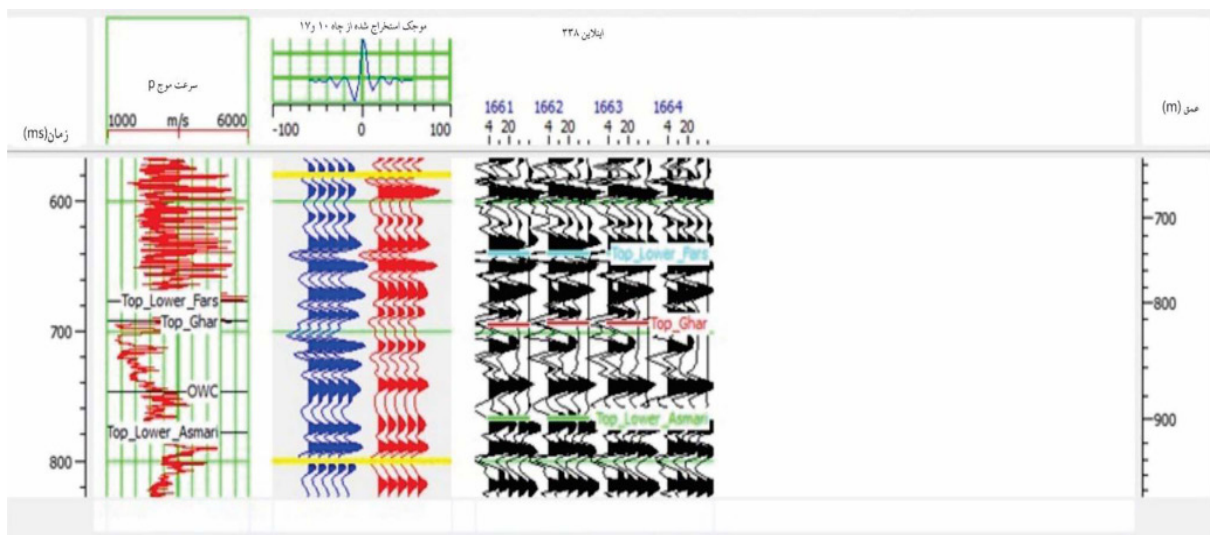 موجک استخراج شده از چاه ۱۰ و۱۷
اینلاین ۳۳۸
سرعت موج p
1000 m/s 6000
-100 0 100
1661 1662 1663 1664
4 20 4 20 4 20 4 20
زمان(ms)
عمق (m)
600
700
800
Top_Lower_Fars
Top_Ghar
OWC
Top_Lower_Asmari
Top_Lower_Fars
Top_Ghar
Top_Lower_Asmari
700
800
900